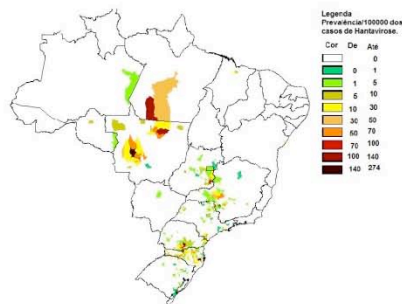 Legenda
Prevalência/100000 dos
casos de Hantavirose.
Cor De Até
0
0 1
1 5
5 10
10 30
30 50
50 70
70 100
100 140
140 274